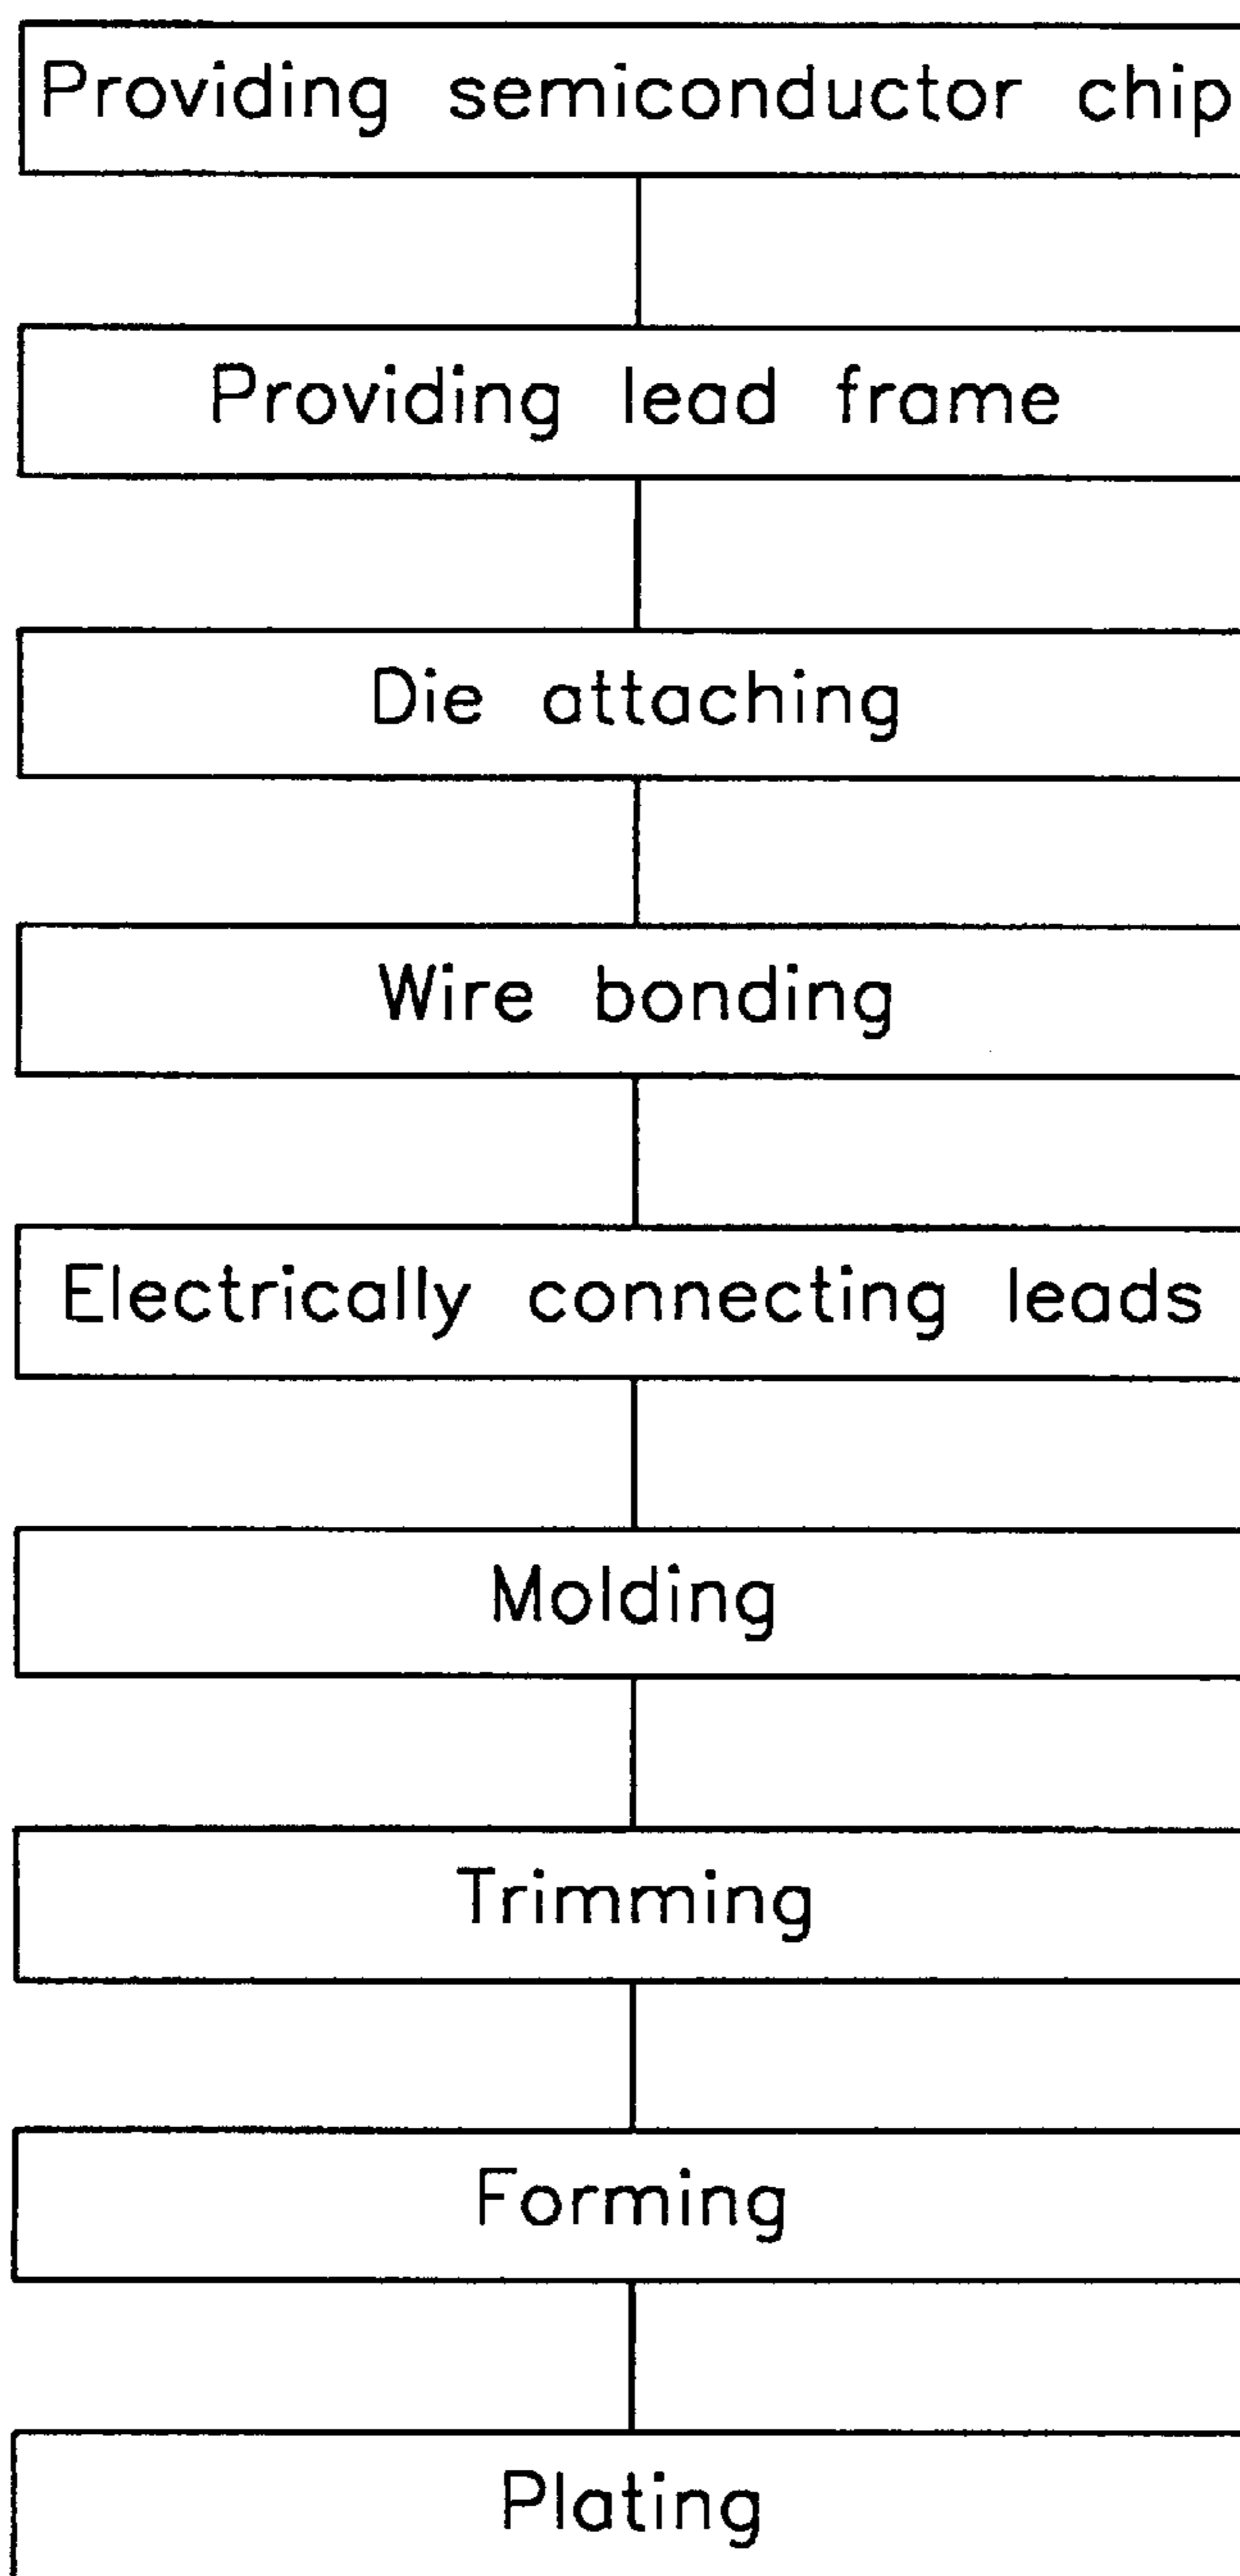 Providing semiconductor chip
Providing lead frame
Die attaching
Wire bonding
Electrically connecting leads
Molding
Trimming
Forming
Plating